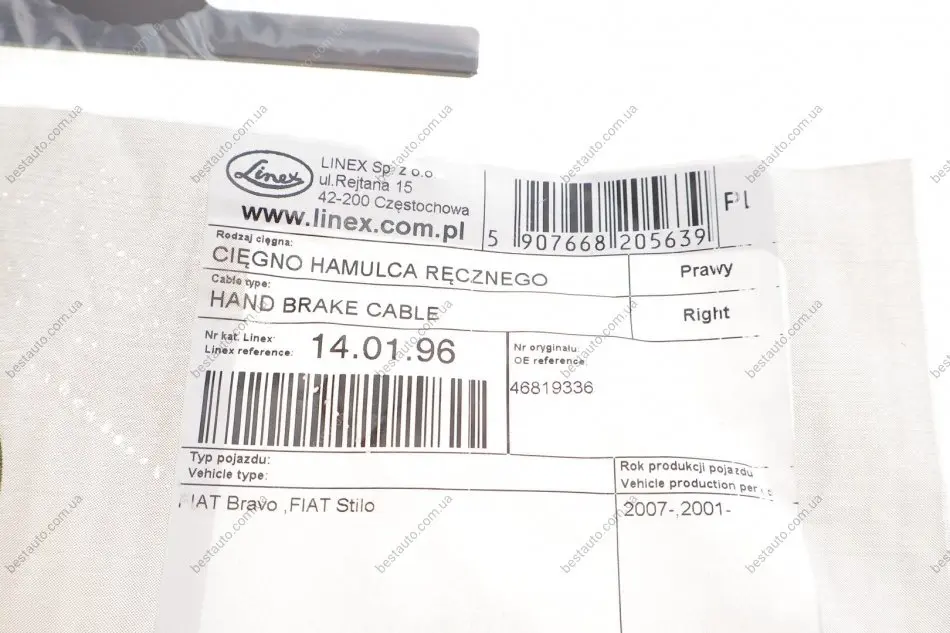 Linex
LINEX Sp. z o.o.
ul.Rejtana 15
42-200 Częstochowa
www.linex.com.pl
5 907668 205639
Pl
Rodzaj cięgna:
CIĘGNO HAMULCA RĘCZNEGO
Prawy
Cable type:
HAND BRAKE CABLE
Right
Nr kat. Linex:
Linex reference:
14.01.96
Nr oryginału:
OE reference:
46819336
Typ pojazdu:
Vehicle type:
Rok produkcji pojazdu
Vehicle production
FIAT Bravo ,FIAT Stilo
2007-,2001-
bestauto.com.ua